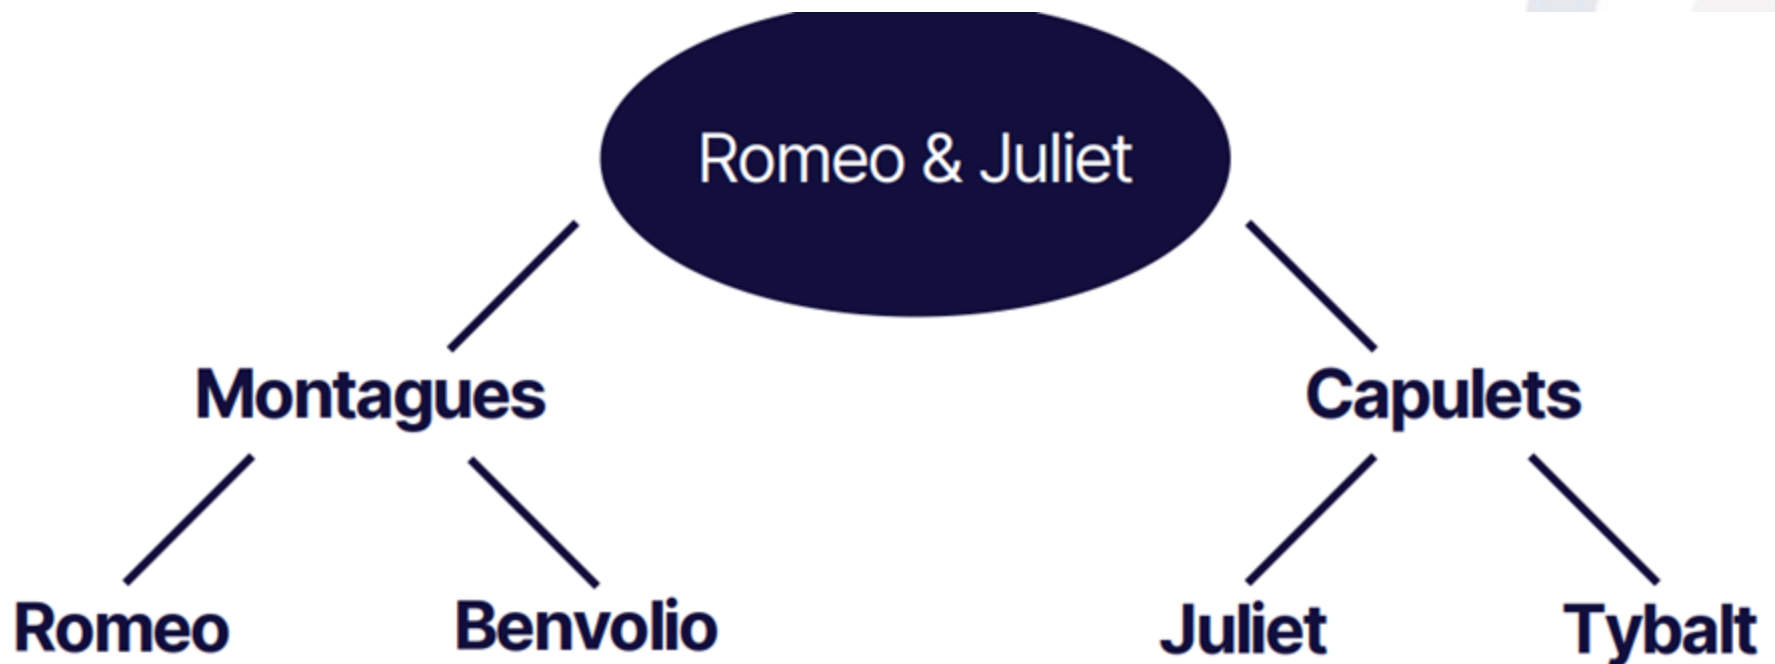 Romeo & Juliet
Montagues
Capulets
Romeo
Benvolio
Juliet
Tybalt